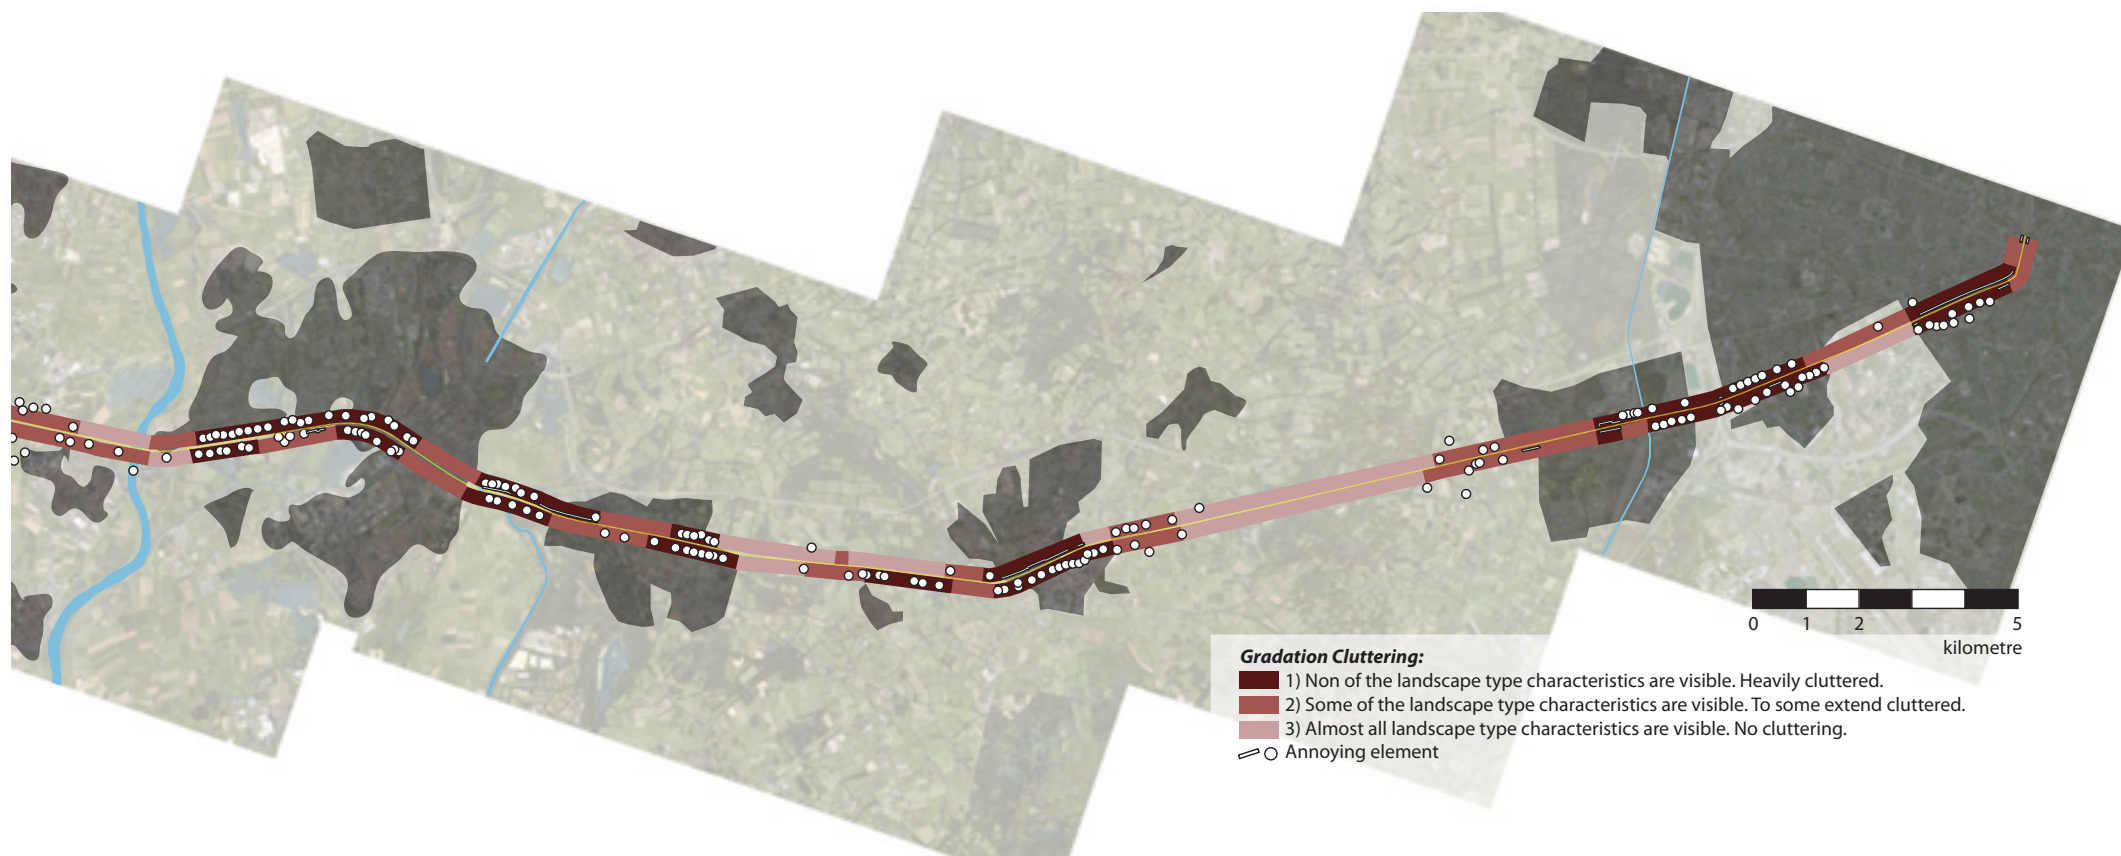 0 1 2 5
kilometre
Gradation Cluttering:
1) Non of the landscape type characteristics are visible. Heavily cluttered.
2) Some of the landscape type characteristics are visible. To some extend cluttered.
3) Almost all landscape type characteristics are visible. No cluttering.
Annoying element